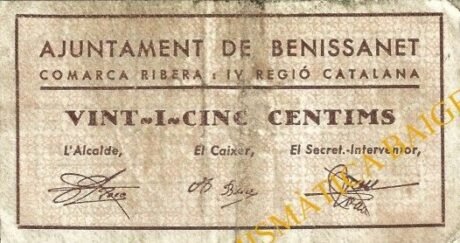 AJUNTAMENT DE BENISSANET
COMARCA RIBERA : IV REGIÓ CATALANA
VINT-I-CINC CENTIMS
L'Alcalde, El Caixer, El Secret.-Interventor,